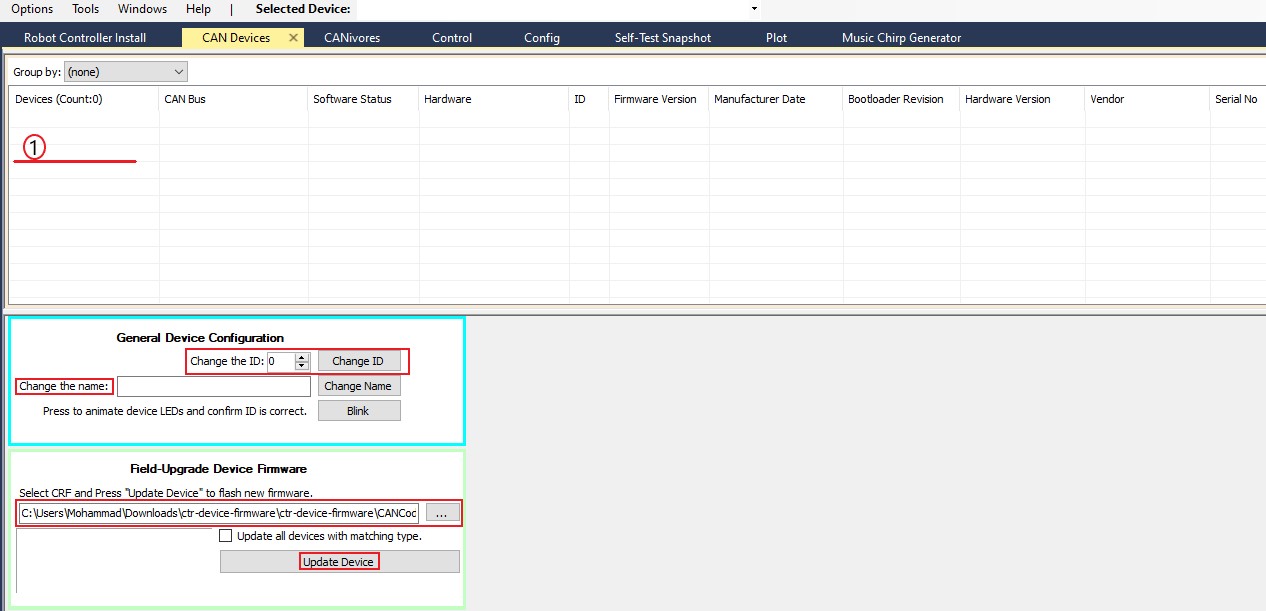 Options Tools Windows Help | Selected Device:
Robot Controller Install CAN Devices CANivores Control Config Self-Test Snapshot Plot Music Chirp Generator
Group by: (none)
Devices (Count:0) CAN Bus Software Status Hardware ID Firmware Version Manufacturer Date Bootloader Revision Hardware Version Vendor Serial No
1
General Device Configuration
Change the ID: 0 Change ID
Change the name: Change Name
Press to animate device LEDs and confirm ID is correct. Blink
Field-Upgrade Device Firmware
Select CRF and Press "Update Device" to flash new firmware.
C:\Users\Mohammad\Downloads\ctr-device-firmware\ctr-device-firmware\CANCoc ...
Update all devices with matching type.
Update Device